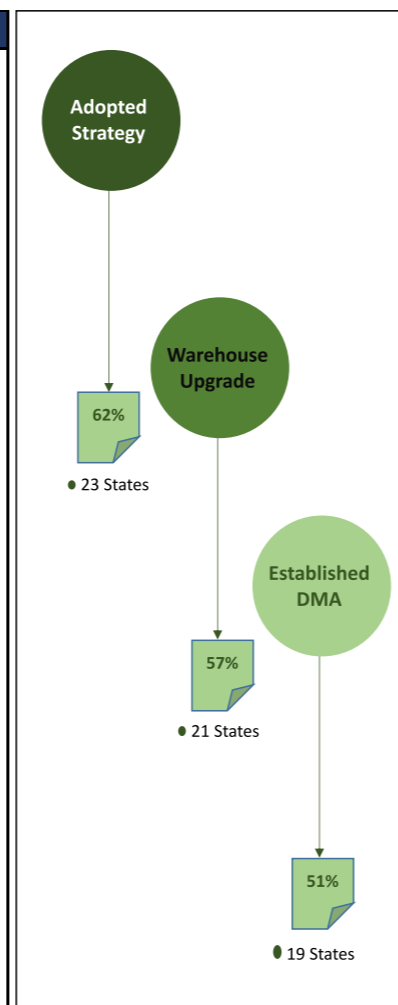 Adopted
Strategy
62%
• 23 States
Warehouse
Upgrade
57%
• 21 States
Established
DMA
51%
• 19 States